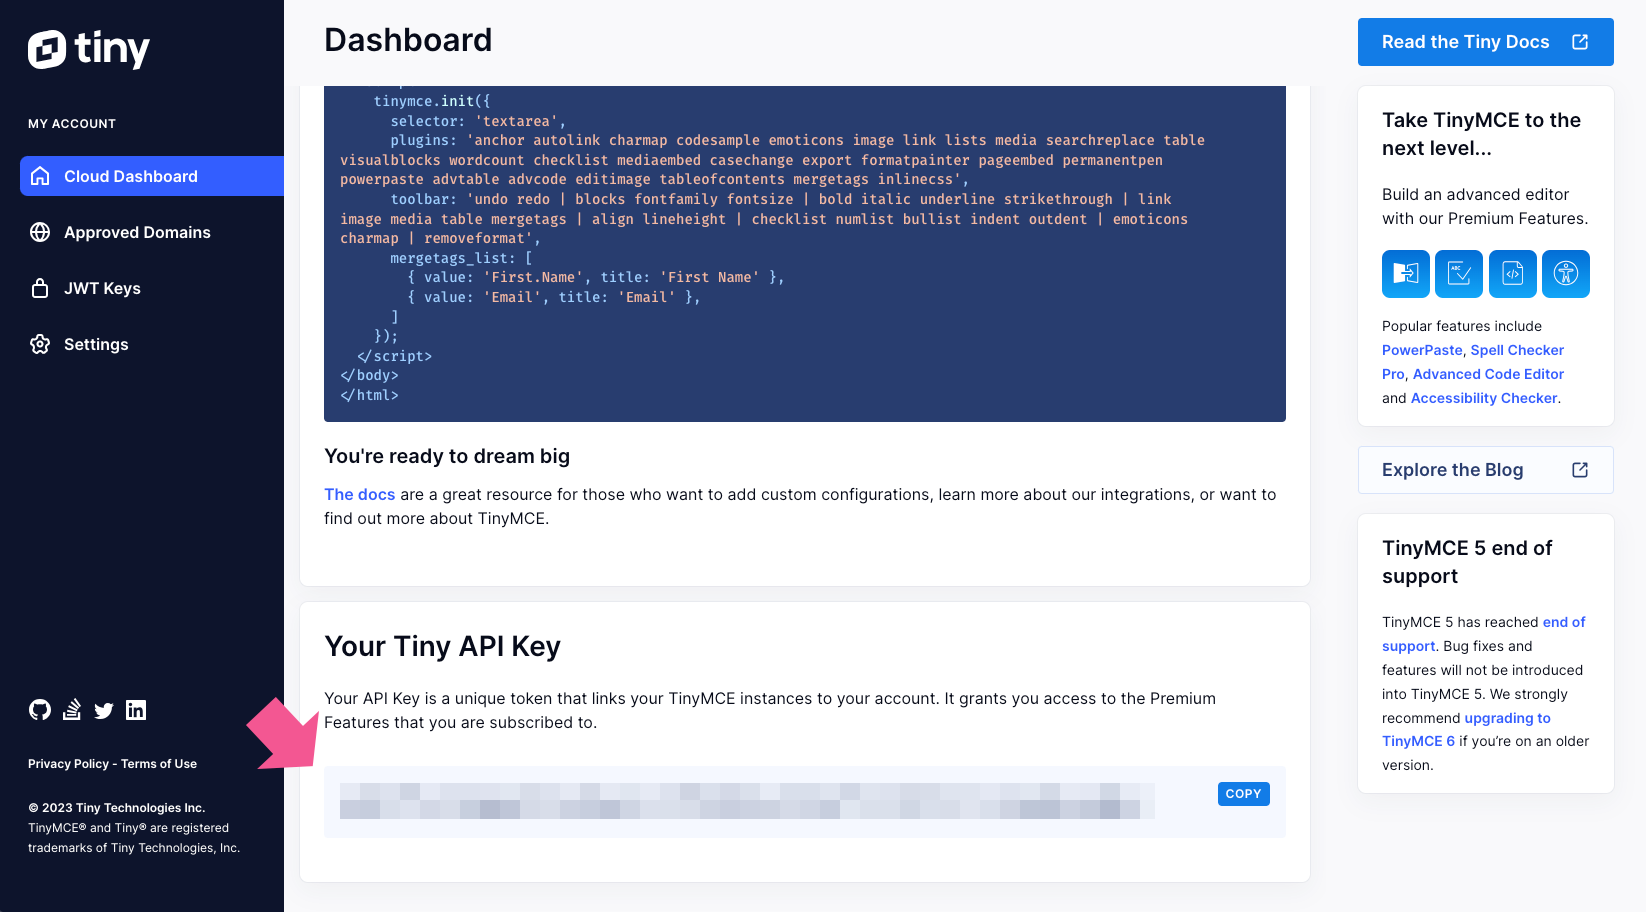 tiny
MY ACCOUNT
Cloud Dashboard
Approved Domains
JWT Keys
Settings
Privacy Policy - Terms of Use
© 2023 Tiny Technologies Inc.
TinyMCE® and Tiny® are registered
trademarks of Tiny Technologies, Inc.
Dashboard
tinymce.init({
selector: 'textarea',
plugins: 'anchor autolink charmap codesample emoticons image link lists media searchreplace table
visualblocks wordcount checklist mediaembed casechange export formatpainter pageembed permanentpen
powerpaste advtable advcode editimage tableofcontents mergetags inlinecss',
toolbar: 'undo redo | blocks fontfamily fontsize | bold italic underline strikethrough | link
image media table mergetags | align lineheight | checklist numlist bullist indent outdent | emoticons
charmap | removeformat',
mergetags_list: [
{ value: 'First.Name', title: 'First Name' },
{ value: 'Email', title: 'Email' },
]
});
</script>
</body>
</html>
You're ready to dream big
The docs are a great resource for those who want to add custom configurations, learn more about our integrations, or want to
find out more about TinyMCE.
Your Tiny API Key
Your API Key is a unique token that links your TinyMCE instances to your account. It grants you access to the Premium
Features that you are subscribed to.
COPY
Read the Tiny Docs
Take TinyMCE to the
next level...
Build an advanced editor
with our Premium Features.
ABC
Popular features include
PowerPaste, Spell Checker
Pro, Advanced Code Editor
and Accessibility Checker.
Explore the Blog
TinyMCE 5 end of
support
TinyMCE 5 has reached end of
support. Bug fixes and
features will not be introduced
into TinyMCE 5. We strongly
recommend upgrading to
TinyMCE 6 if you’re on an older
version.